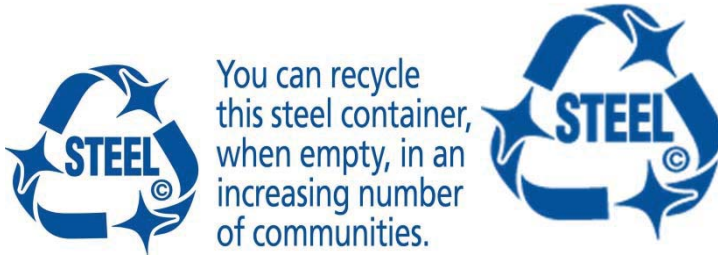 STEEL
©
You can recycle
this steel container,
when empty, in an
increasing number
of communities.
STEEL
©